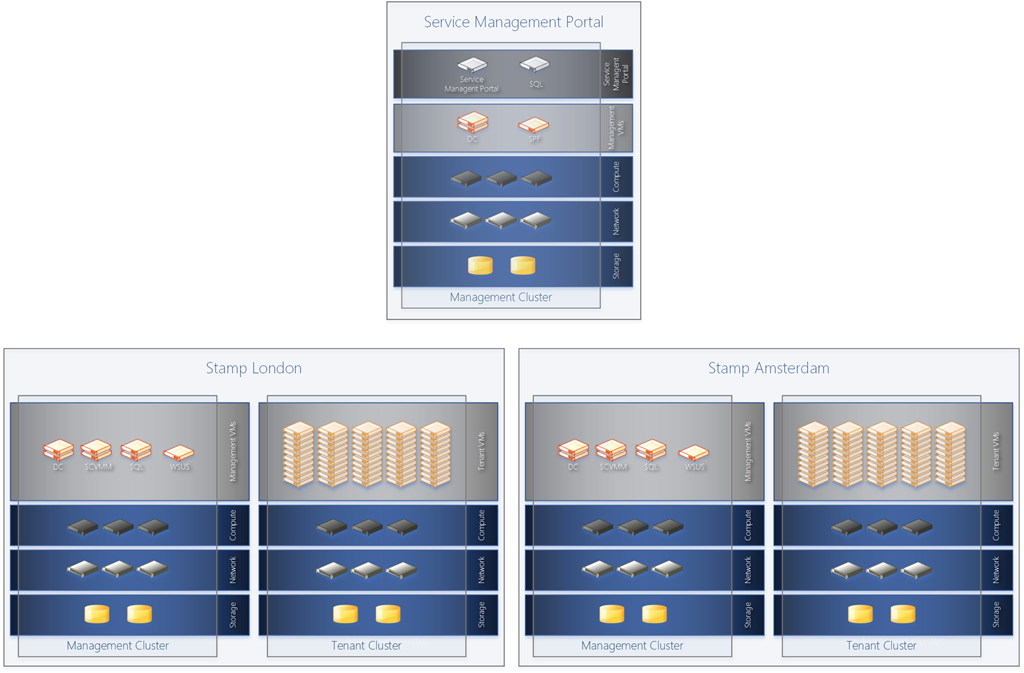 Service Management Portal
Service
Managent Portal
SQL
Service
Managent
Portal
DC
SPF
Management
VMs
Compute
Network
Storage
Management Cluster
Stamp London
DC
SCVMM
SQL
WSUS
Management VMs
Tenant VMs
Compute
Compute
Network
Network
Storage
Storage
Management Cluster
Tenant Cluster
Stamp Amsterdam
DC
SCVMM
SQL
WSUS
Management VMs
Tenant VMs
Compute
Compute
Network
Network
Storage
Storage
Management Cluster
Tenant Cluster